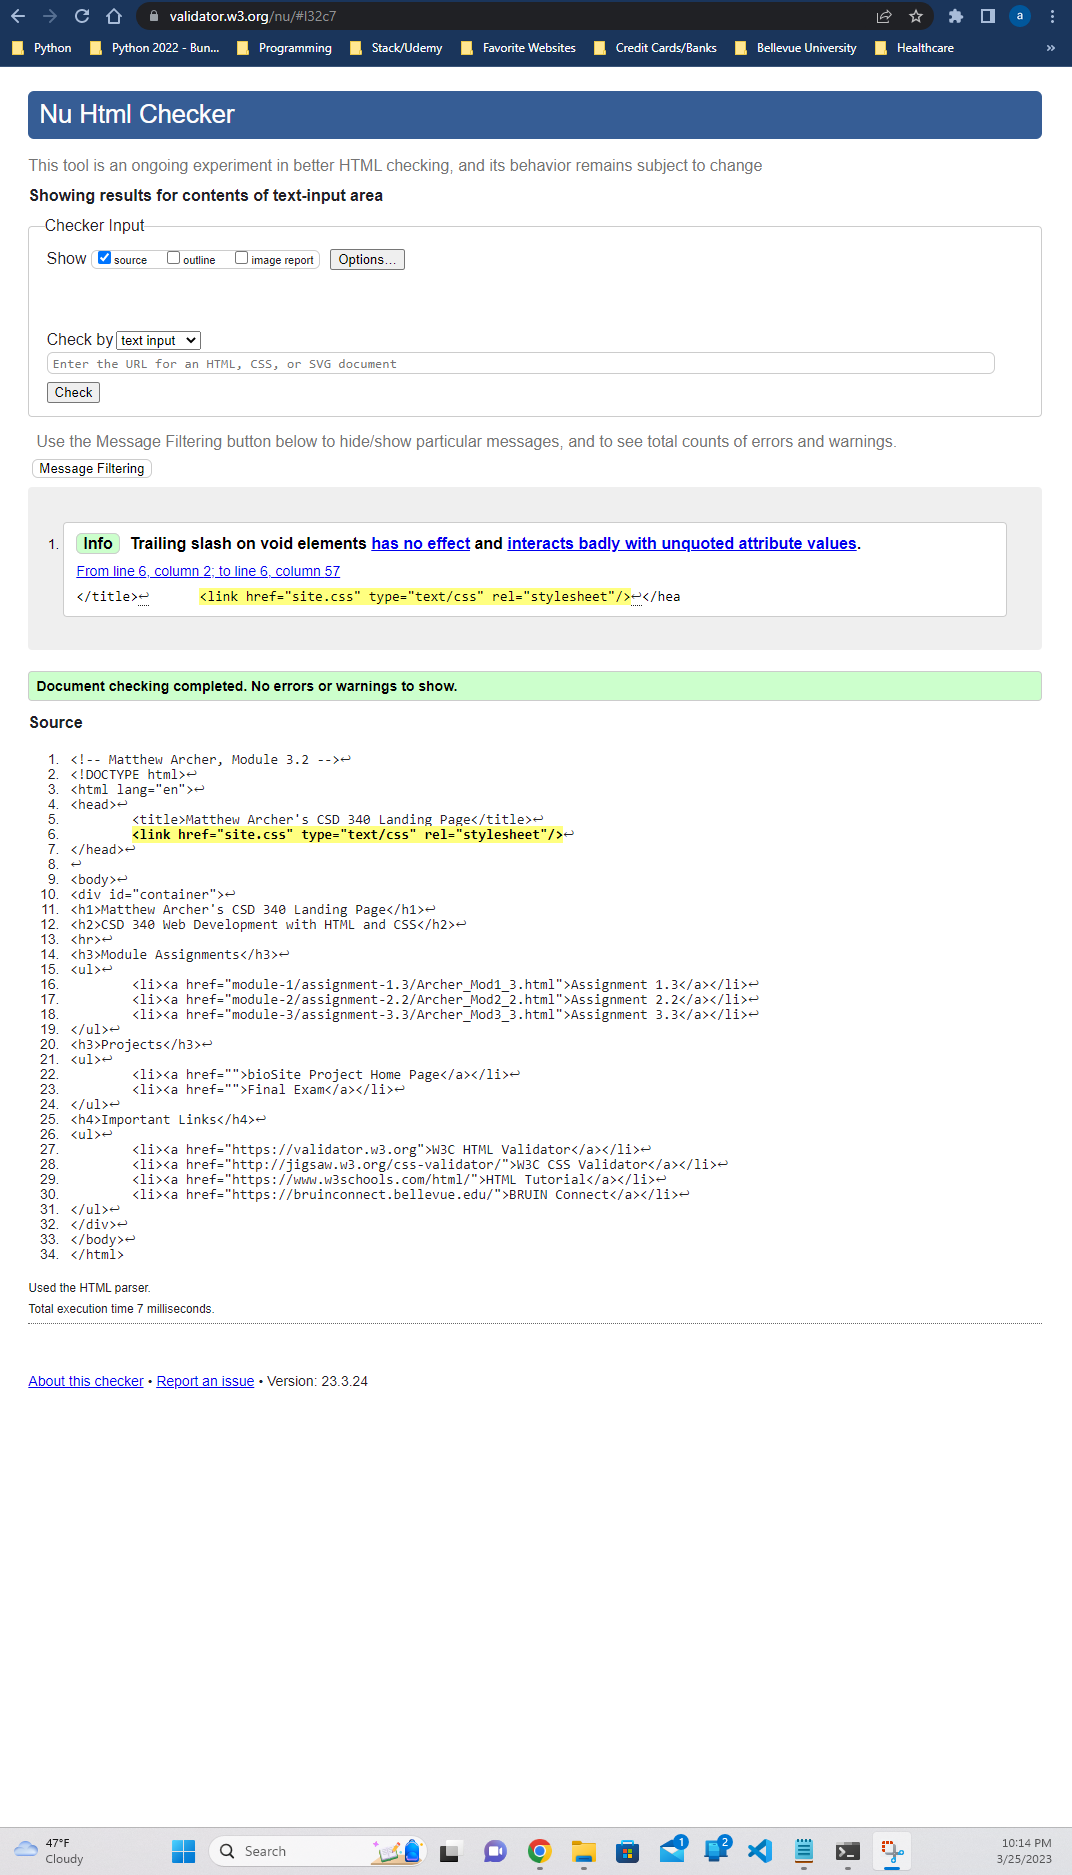 validator.w3.org/nu/#l32c7
a
Python Python 2022 - Bun... Programming Stack/Udemy Favorite Websites Credit Cards/Banks Bellevue University Healthcare »
Nu Html Checker
This tool is an ongoing experiment in better HTML checking, and its behavior remains subject to change
Showing results for contents of text-input area
Checker Input
Show source outline image report Options...
Check by text input
Enter the URL for an HTML, CSS, or SVG document
Check
Use the Message Filtering button below to hide/show particular messages, and to see total counts of errors and warnings.
Message Filtering
1. Info Trailing slash on void elements has no effect and interacts badly with unquoted attribute values.
From line 6, column 2; to line 6, column 57
</title>↩ <link href="site.css" type="text/css" rel="stylesheet"/>↩</hea
Document checking completed. No errors or warnings to show.
Source
1. <!-- Matthew Archer, Module 3.2 -->↩
2. <!DOCTYPE html>↩
3. <html lang="en">↩
4. <head>↩
5. <title>Matthew Archer's CSD 340 Landing Page</title>↩
6. <link href="site.css" type="text/css" rel="stylesheet"/>↩
7. </head>↩
8. ↩
9. <body>↩
10. <div id="container">↩
11. <h1>Matthew Archer's CSD 340 Landing Page</h1>↩
12. <h2>CSD 340 Web Development with HTML and CSS</h2>↩
13. <hr>↩
14. <h3>Module Assignments</h3>↩
15. <ul>↩
16. <li><a href="module-1/assignment-1.3/Archer_Mod1_3.html">Assignment 1.3</a></li>↩
17. <li><a href="module-2/assignment-2.2/Archer_Mod2_2.html">Assignment 2.2</a></li>↩
18. <li><a href="module-3/assignment-3.3/Archer_Mod3_3.html">Assignment 3.3</a></li>↩
19. </ul>↩
20. <h3>Projects</h3>↩
21. <ul>↩
22. <li><a href="">bioSite Project Home Page</a></li>↩
23. <li><a href="">Final Exam</a></li>↩
24. </ul>↩
25. <h4>Important Links</h4>↩
26. <ul>↩
27. <li><a href="https://validator.w3.org">W3C HTML Validator</a></li>↩
28. <li><a href="http://jigsaw.w3.org/css-validator/">W3C CSS Validator</a></li>↩
29. <li><a href="https://www.w3schools.com/html/">HTML Tutorial</a></li>↩
30. <li><a href="https://bruinconnect.bellevue.edu/">BRUIN Connect</a></li>↩
31. </ul>↩
32. </div>↩
33. </body>↩
34. </html>
Used the HTML parser.
Total execution time 7 milliseconds.
About this checker • Report an issue • Version: 23.3.24
47°F
Cloudy
Search
1
2
10:14 PM
3/25/2023